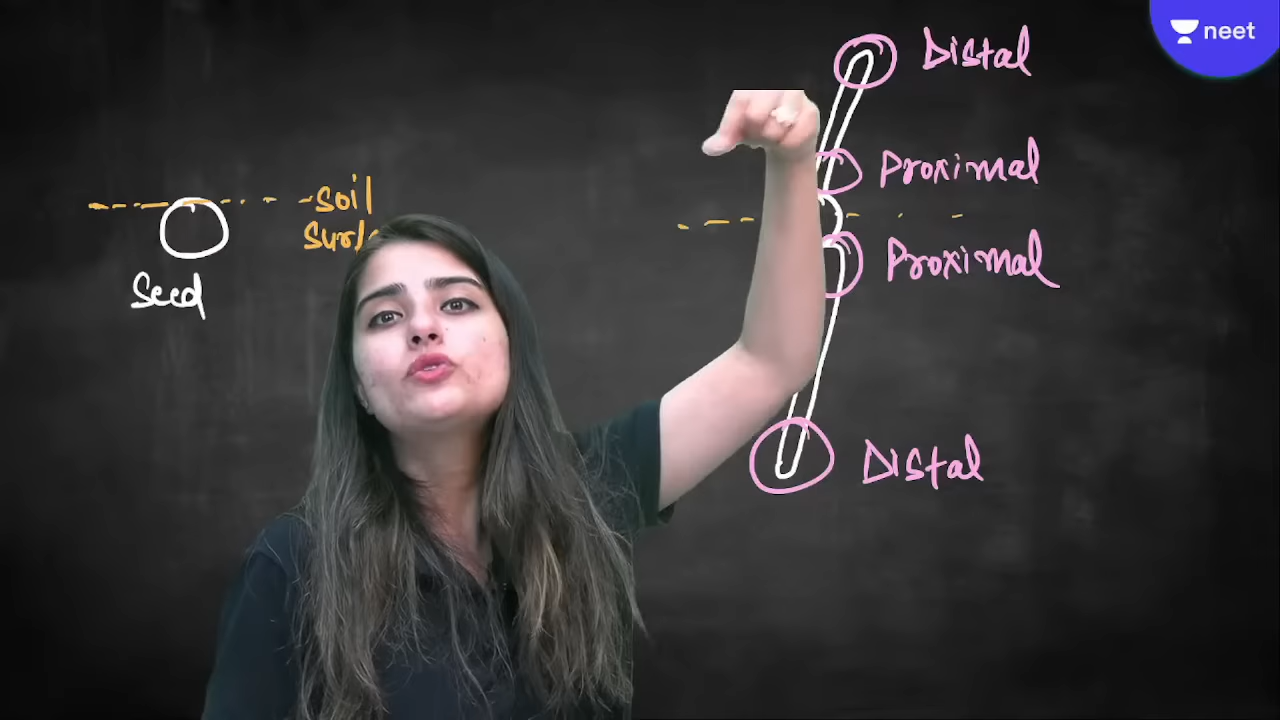 neet
Distal
Proximal
-Soil
Proximal
Seed
Distal